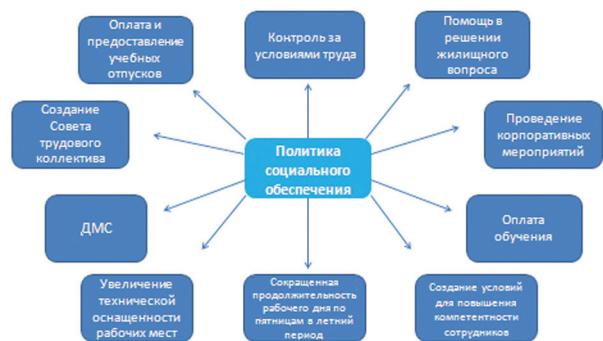 Оплата и
предоставление
учебных
отпусков
Контроль за
условиями труда
Помощь в
решении
жилищного
вопроса
Создание
Совета
трудового
коллектива
Политика
социального
обеспечения
Проведение
корпоративных
мероприятий
ДМС
Оплата
обучения
Увеличение
технической
оснащенности
рабочих мест
Сокращенная
продолжительность
рабочего дня по
пятницам в летний
период
Создание условий
для повышения
компетентности
сотрудников